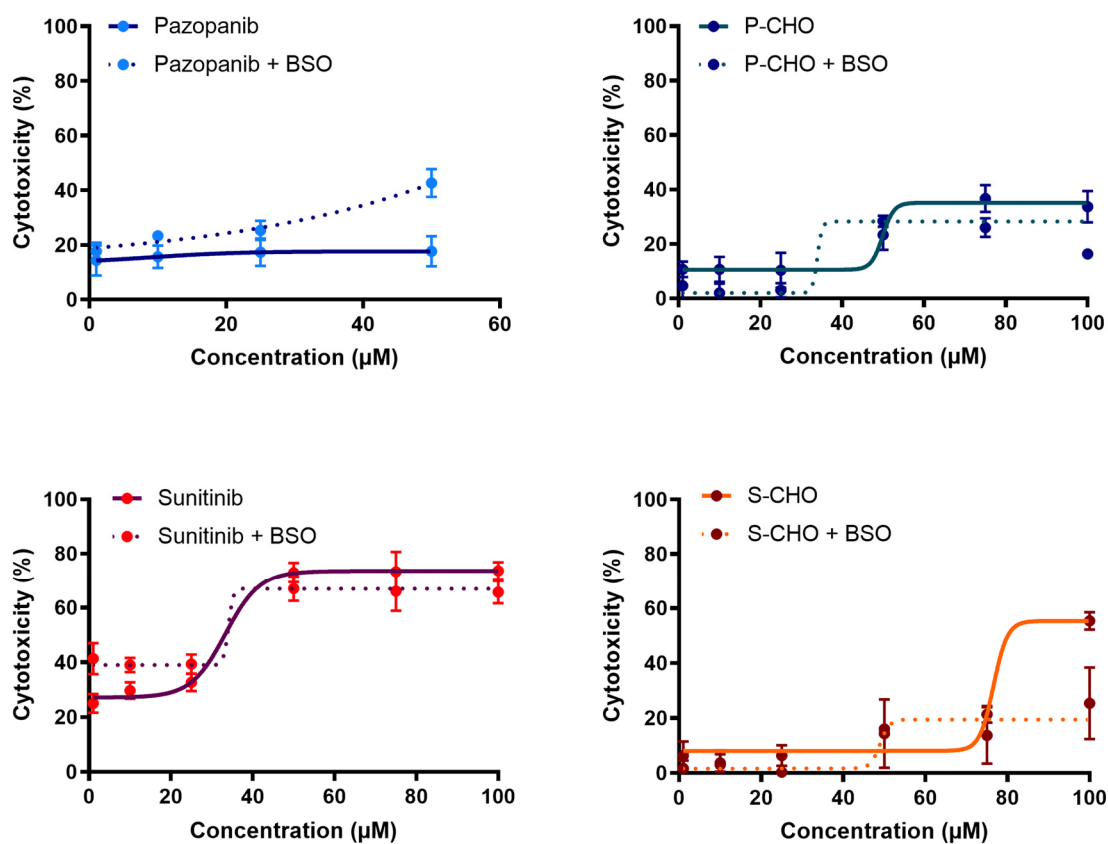 Pazopanib
Pazopanib + BSO
Cytotoxicity (%)
100
80
60
40
20
0
0 20 40 60
Concentration (µM)
P-CHO
P-CHO + BSO
Cytotoxicity (%)
100
80
60
40
20
0
0 20 40 60 80 100
Concentration (µM)
Sunitinib
Sunitinib + BSO
Cytotoxicity (%)
100
80
60
40
20
0
0 20 40 60 80 100
Concentration (µM)
S-CHO
S-CHO + BSO
Cytotoxicity (%)
100
80
60
40
20
0
0 20 40 60 80 100
Concentration (µM)